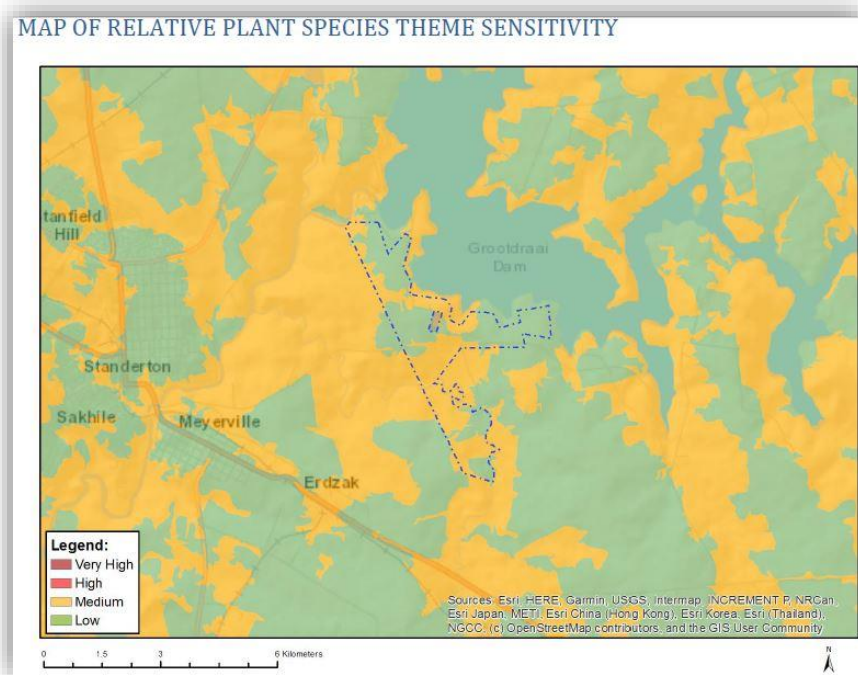 MAP OF RELATIVE PLANT SPECIES THEME SENSITIVITY
tanfield
Hill
Grootdraai
Dam
Standerton
Sakhile
Meyerville
Erdzak
Legend:
Very High
High
Medium
Low
Sources: Esri, HERE, Garmin, USGS, Intermap, INCREMENT P, NRCan,
Esri Japan, METI, Esri China (Hong Kong), Esri Korea, Esri (Thailand),
NGCC, (c) OpenStreetMap contributors, and the GIS User Community
0 1.5 3 6 Kilometers
N